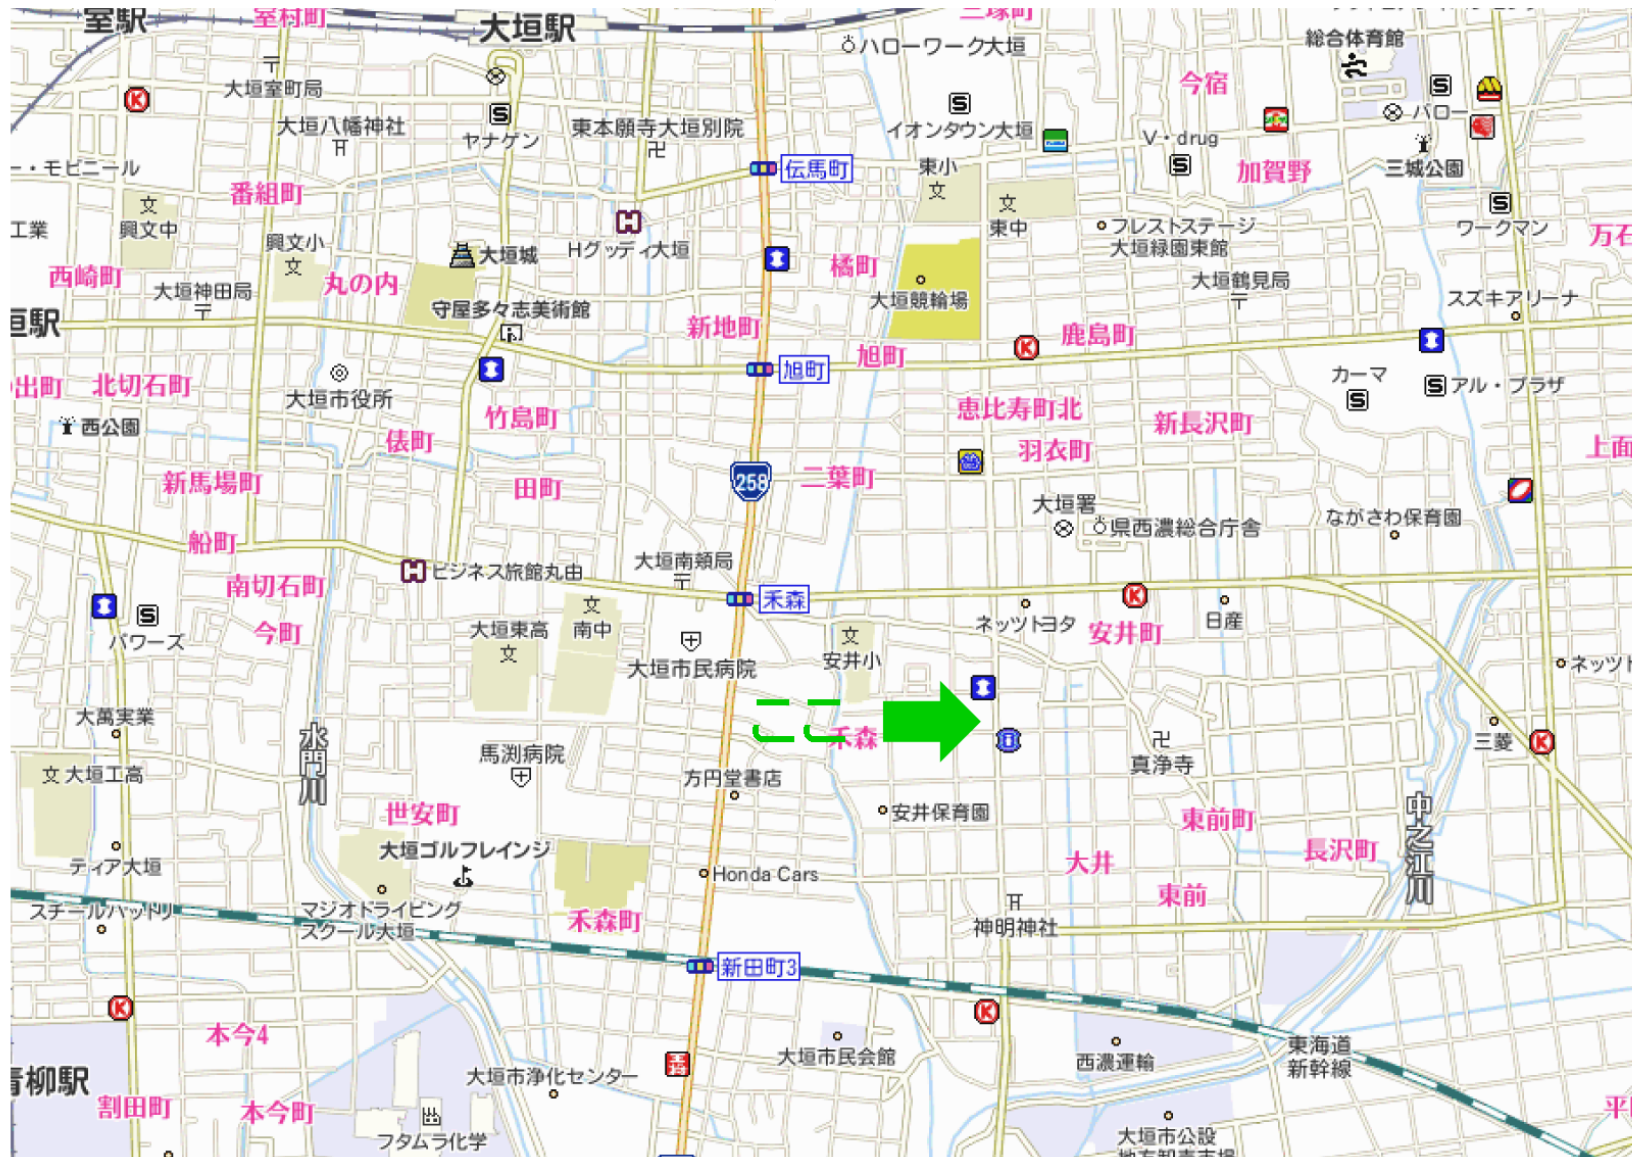 室駅
室村町
大垣駅
三塚町
ハローワーク大垣
総合体育館
大垣室町局
今宿
S
バロー
K
大垣八幡神社
S
ヤナゲン
東本願寺大垣別院
S
イオンタウン大垣
V・drug
S
ー・モビニール
伝馬町
東小
文
加賀野
三城公園
番組町
文
興文中
工業
興文小
文
大垣城
H
Hグッディ大垣
文
東中
フレストステージ
大垣緑園東館
S
ワークマン
万石
西崎町
大垣神田局
丸の内
橘町
大垣競輪場
大垣鶴見局
スズキアリーナ
垣駅
守屋多々志美術館
新地町
旭町
旭町
K
鹿島町
出町
北切石町
大垣市役所
竹島町
恵比寿町北
新長沢町
カーマ
S
S
アル・プラザ
西公園
俵町
羽衣町
上面
新馬場町
田町
258
二葉町
大垣署
県西濃総合庁舎
ながさわ保育園
船町
H
ビジネス旅館丸由
大垣南頬局
南切石町
禾森
K
ネッツトヨタ
日産
安井町
S
パワーズ
今町
大垣東高
文
文
南中
大垣市民病院
文
安井小
ネット
大萬実業
水門川
馬渕病院
禾森
卍
真浄寺
三菱
K
文
大垣工高
方円堂書店
安井保育園
世安町
東前町
中之江川
ティア大垣
大垣ゴルフレインジ
Honda Cars
大井
長沢町
東前
スチールハットリ
マジオドライビング
スクール大垣
禾森町
神明神社
新田町3
K
K
本今4
大垣市民会館
西濃運輸
東海道
新幹線
青柳駅
割田町
本今町
大垣市浄化センター
フタムラ化学
大垣市公設
地方卸売市場